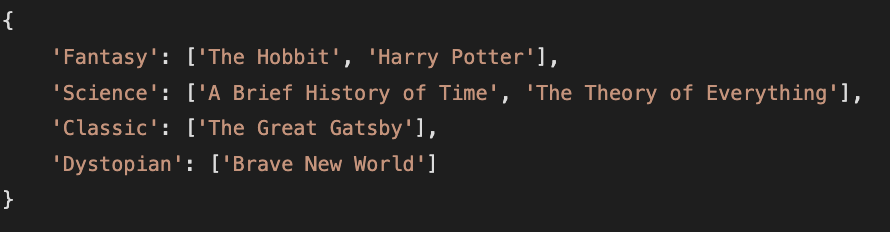 {
    'Fantasy': ['The Hobbit', 'Harry Potter'],
    'Science': ['A Brief History of Time', 'The Theory of Everything'],
    'Classic': ['The Great Gatsby'],
    'Dystopian': ['Brave New World']
}